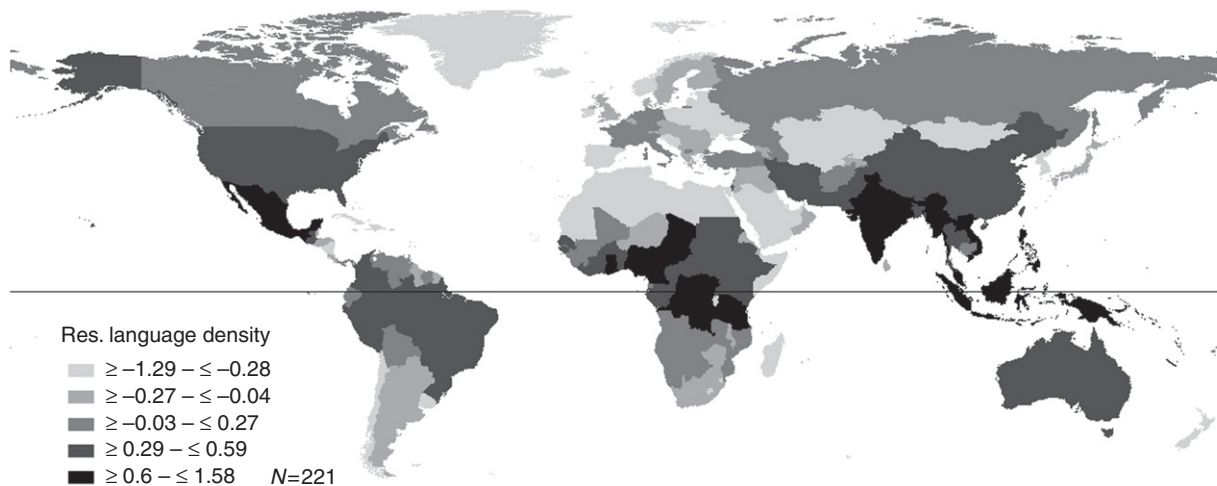 Res. language density
≥ –1.29 – ≤ –0.28
≥ –0.27 – ≤ –0.04
≥ –0.03 – ≤ 0.27
≥ 0.29 – ≤ 0.59
≥ 0.6 – ≤ 1.58 N=221